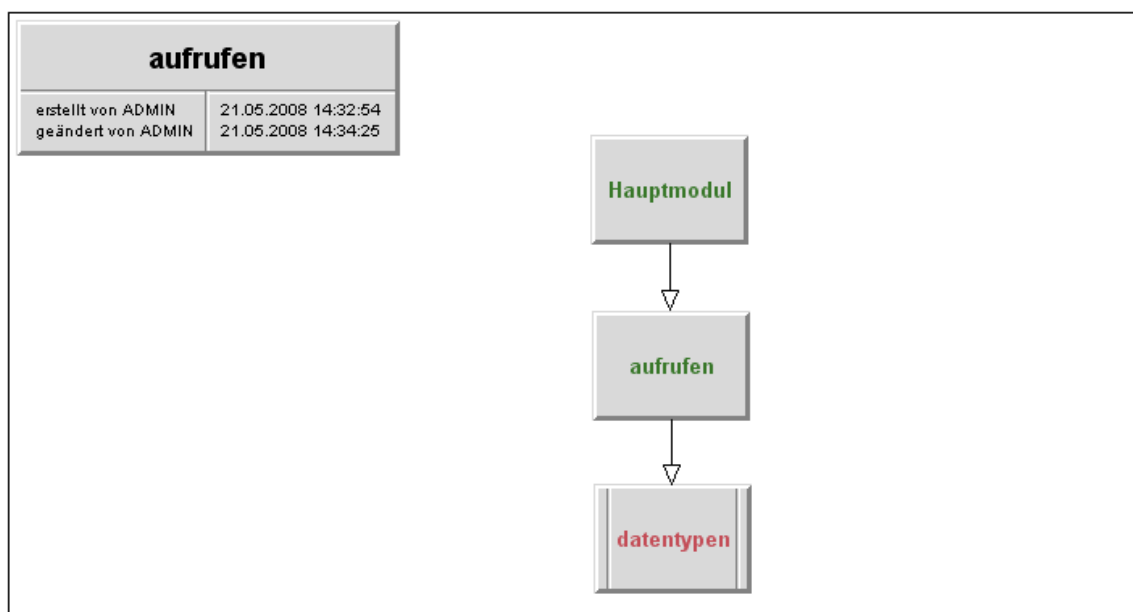 aufrufen
erstellt von ADMIN 21.05.2008 14:32:54
geändert von ADMIN 21.05.2008 14:34:25
Hauptmodul
aufrufen
datentypen